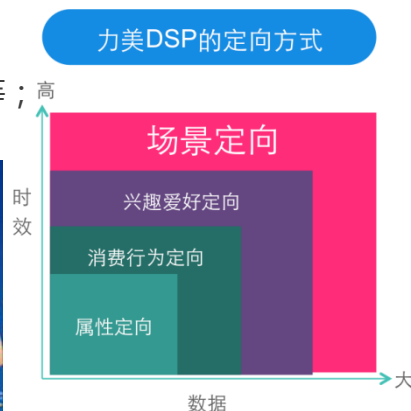 力美DSP的定向方式
；
高
场景定向
时
效
兴趣爱好定向
消费行为定向
属性定向
大
数据